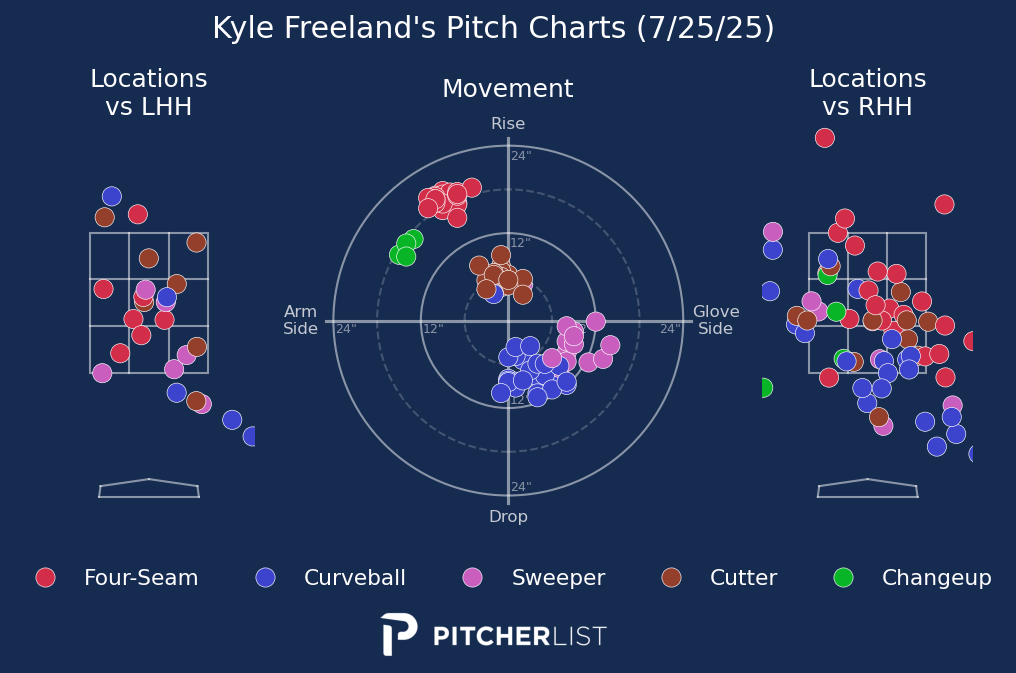 Kyle Freeland's Pitch Charts (7/25/25)
Locations
vs LHH
Movement
Locations
vs RHH
Rise
24"
12"
Arm
Side
24"
12"
24"
Glove
Side
12"
24"
Drop
Four-Seam
Curveball
Sweeper
Cutter
Changeup
PITCHERLIST